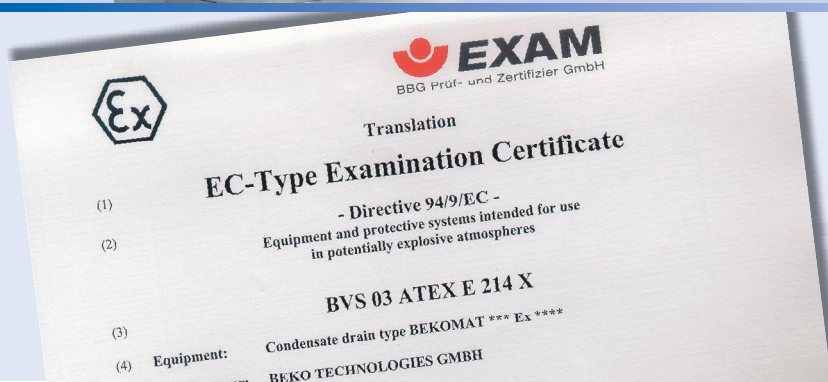 EXAM
BBG Prüf- und Zertifizier GmbH
Ex
Translation
(1) EC-Type Examination Certificate
- Directive 94/9/EC -
(2) Equipment and protective systems intended for use
in potentially explosive atmospheres
(3) BVS 03 ATEX E 214 X
(4) Equipment: Condensate drain type BEKOMAT *** Ex ****
BEKO TECHNOLOGIES GMBH